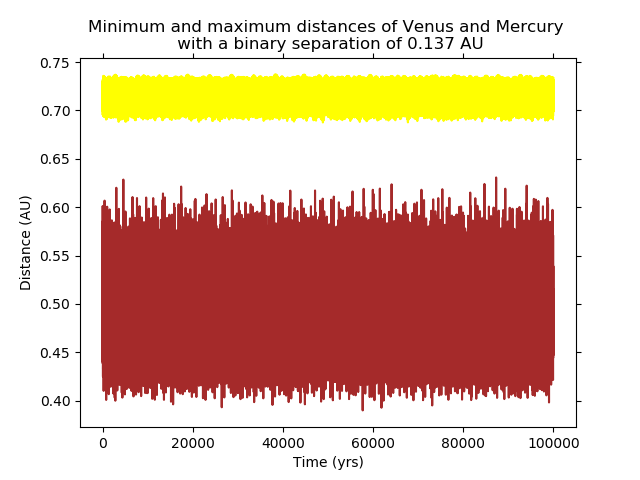 Minimum and maximum distances of Venus and Mercury
with a binary separation of 0.137 AU
0.75
0.70
0.65
0.60
0.55
0.50
0.45
0.40
Distance (AU)
0 20000 40000 60000 80000 100000
Time (yrs)